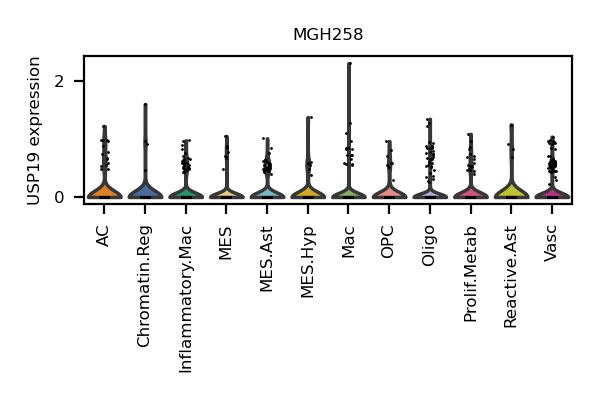 MGH258
USP19 expression
2
0
AC
Chromatin.Reg
Inflammatory.Mac
MES
MES.Ast
MES.Hyp
Mac
OPC
Oligo
Prolif.Metab
Reactive.Ast
Vasc